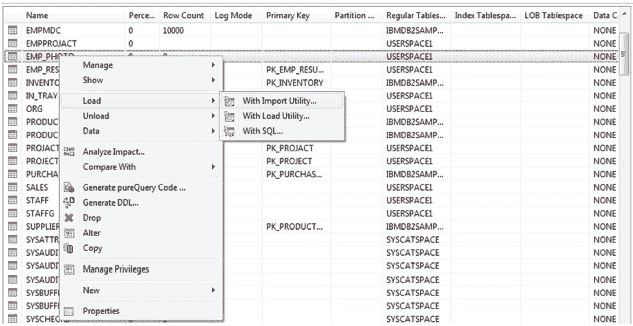 Name Perce... Row Count Log Mode Primary Key Partition ... Regular Tables... Index Tablespa... LOB Tablespace Data C
EMPMDC 0 10000 IBMDB2SAMP... NONE
EMPPROJACT 0 USERSPACE1 NONE
EMP_PHOTO USERSPACE1 NONE
EMP_RES PK_EMP_RESU... USERSPACE1 NONE
INVENTO PK_INVENTORY IBMDB2SAMP... NONE
IN_TRAY USERSPACE1 NONE
ORG USERSPACE1 NONE
PRODUC IBMDB2SAMP... NONE
PRODUC IBMDB2SAMP... NONE
PROJACT PK_PROJACT USERSPACE1 NONE
PROJECT PK_PROJECT USERSPACE1 NONE
PURCHA PK_PURCHAS... IBMDB2SAMP... NONE
SALES USERSPACE1 NONE
STAFF USERSPACE1 NONE
STAFFG USERSPACE1 NONE
SUPPLIER PK_PRODUCT... IBMDB2SAMP... NONE
SYSATTR SYSCATSPACE NONE
SYSAUDI SYSCATSPACE NONE
SYSAUDI SYSCATSPACE NONE
SYSAUDI SYSCATSPACE NONE
SYSBUFF SYSCATSPACE NONE
SYSBUFF SYSCATSPACE NONE
SYSCHEC SYSCATSPACE NONE
Manage
Show
Load
Unload
Data
Analyze Impact...
Compare With
Generate pureQuery Code ...
Generate DDL...
Drop
Alter
Copy
Manage Privileges
New
Properties
With Import Utility...
With Load Utility...
With SQL...